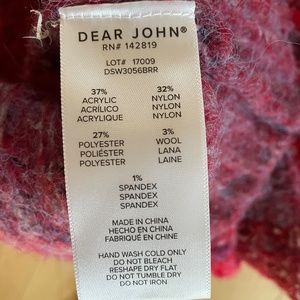 DEAR JOHN®
RN# 142819
LOT# 17009
DSW3056BRR
37% 32%
ACRYLIC NYLON
ACRÍLICO NYLON
ACRYLIQUE NYLON
27% 3%
POLYESTER WOOL
POLIÉSTER LANA
POLYESTER LAINE
1%
SPANDEX
SPANDEX
SPANDEX
MADE IN CHINA
HECHO EN CHINA
FABRIQUÉ EN CHINE
HAND WASH COLD ONLY
DO NOT BLEACH
RESHAPE DRY FLAT
DO NOT TUMBLE DRY
DO NOT IRON